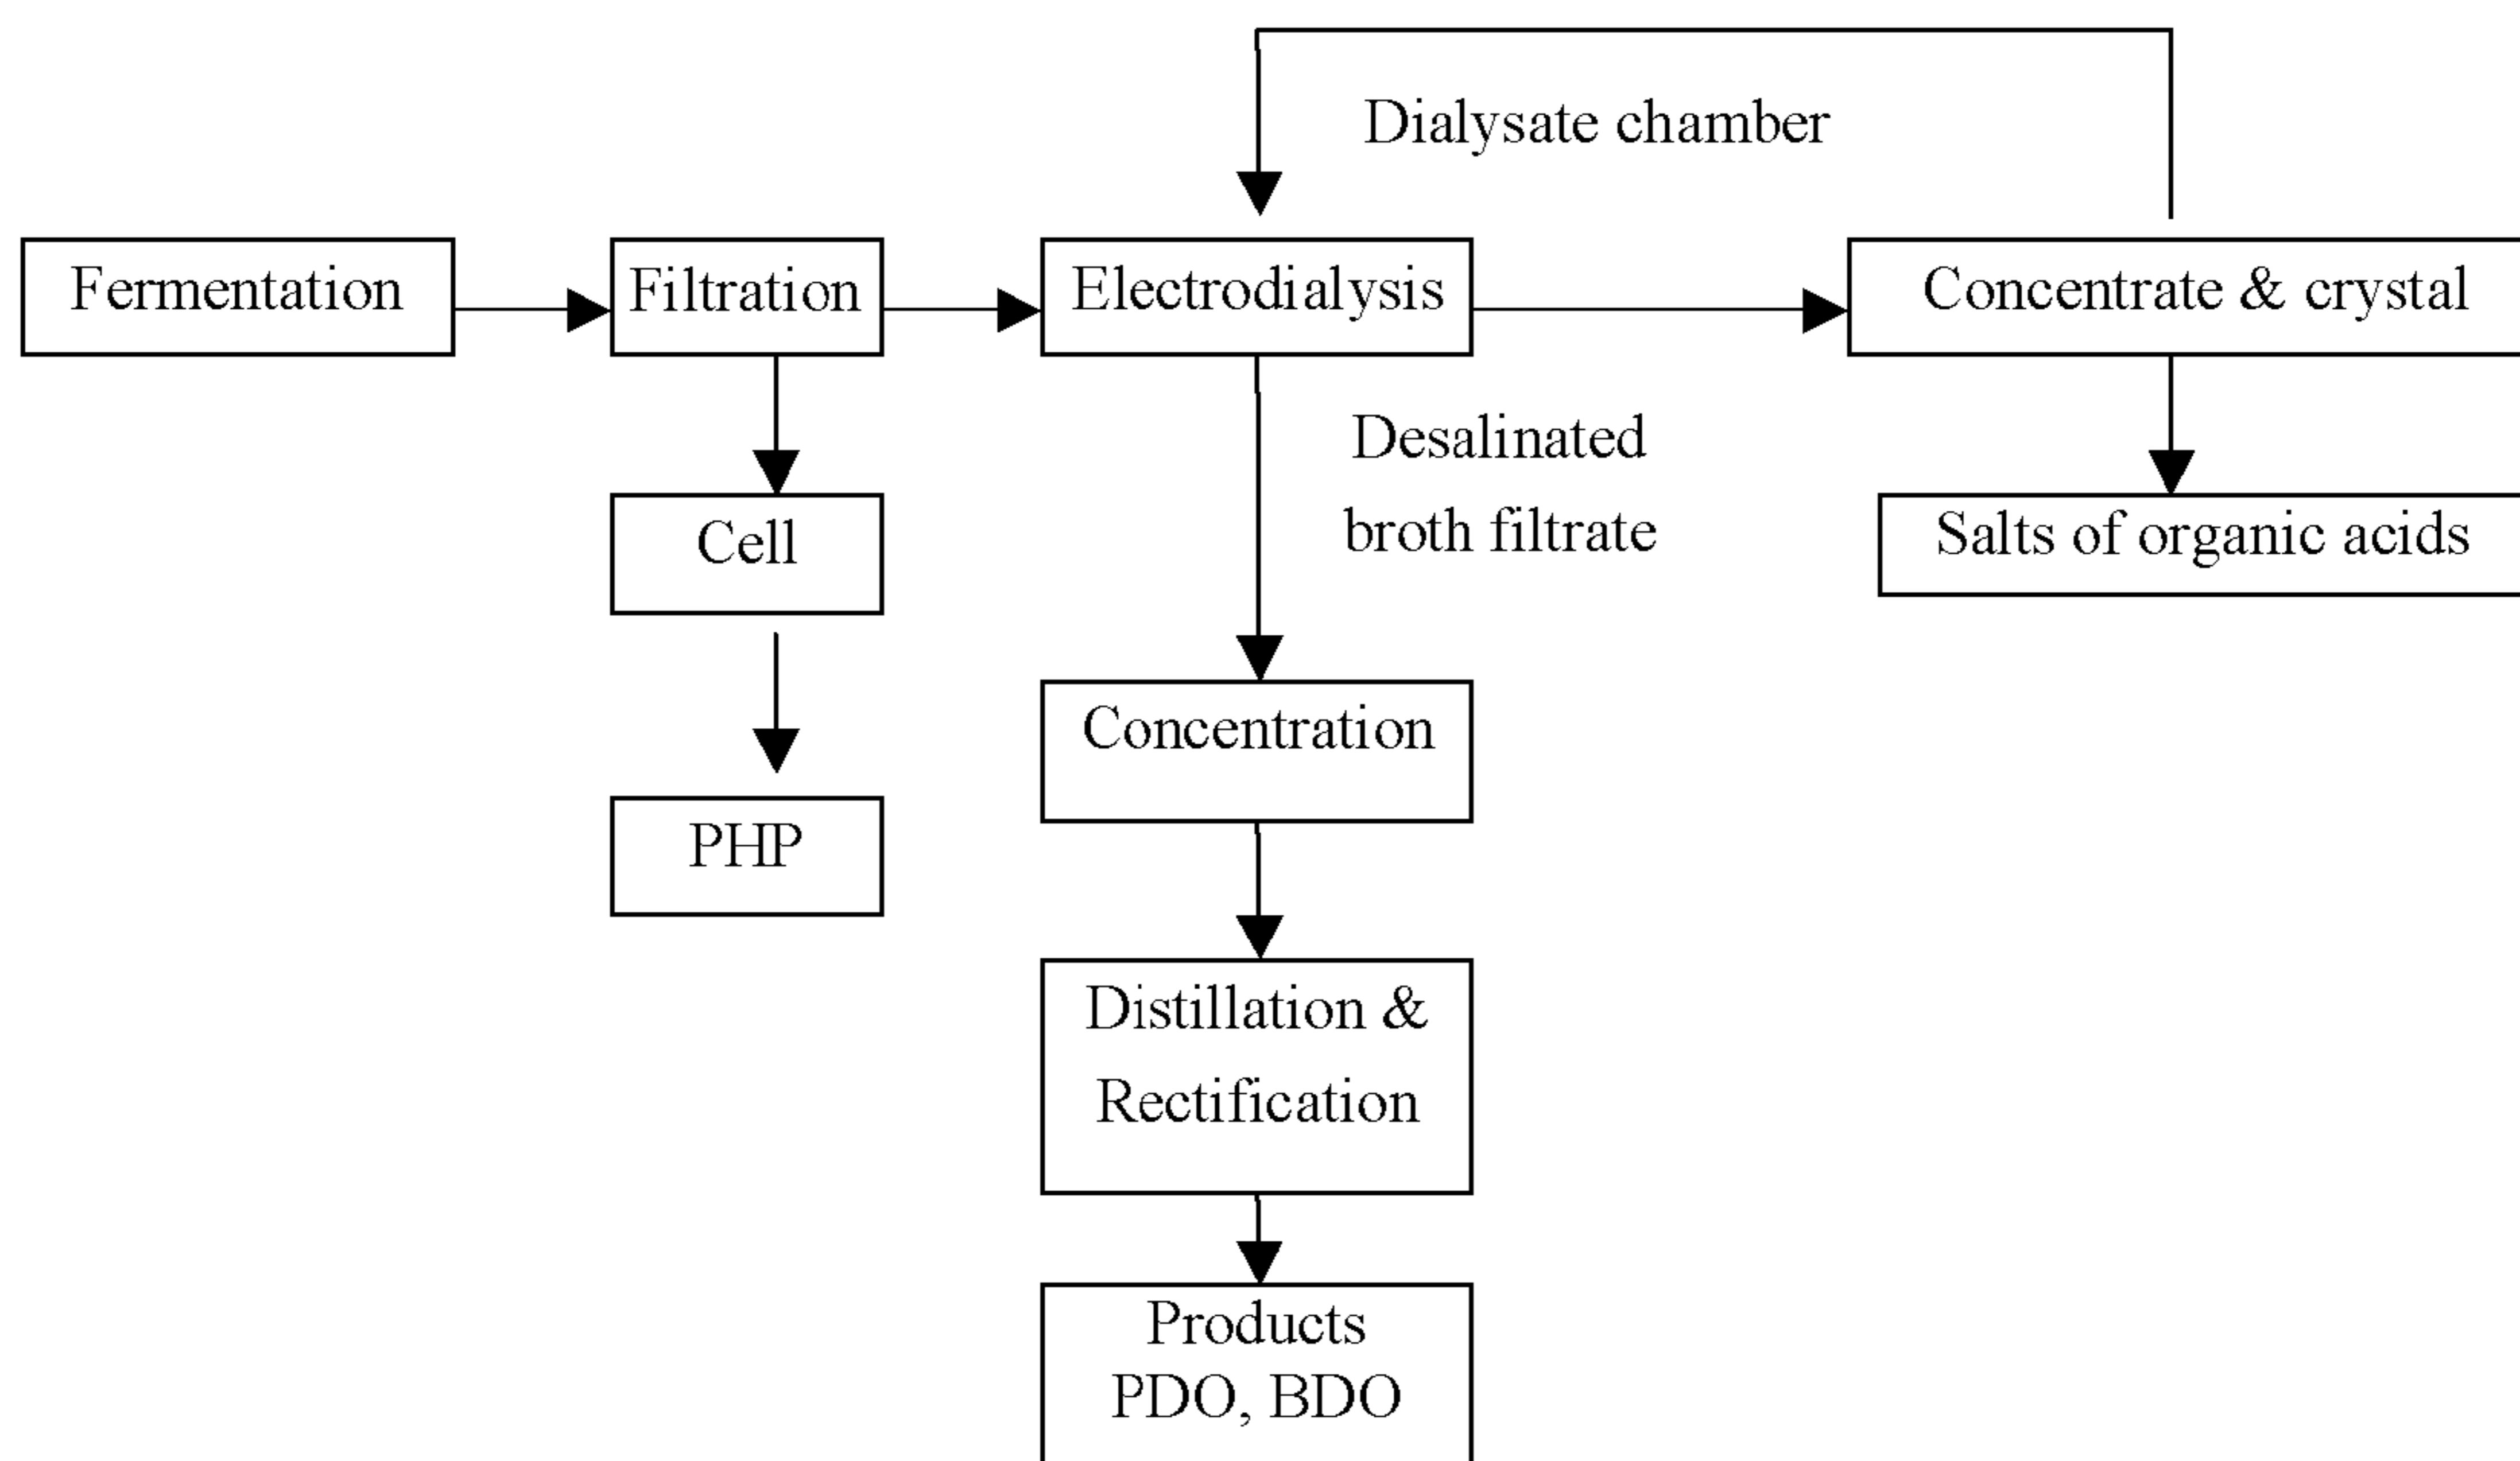 Dialysate chamber
Fermentation
Filtration
Electrodialysis
Concentrate & crystal
Desalinated
broth filtrate
Cell
Salts of organic acids
Concentration
PHP
Distillation &
Rectification
Products
PDO, BDO